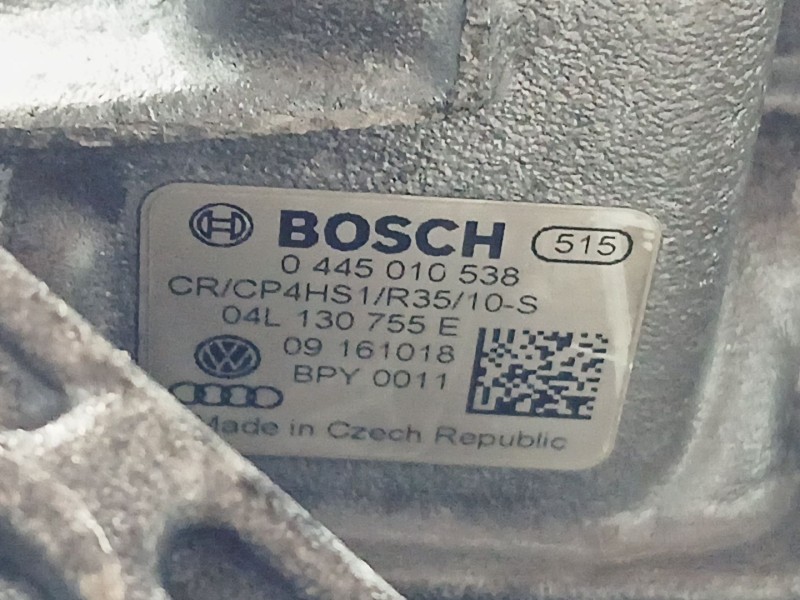 BOSCH 515
0 445 010 538
CR/CP4HS1/R35/10-S
04L 130 755 E
09 161018
BPY 0011
Made in Czech Republic